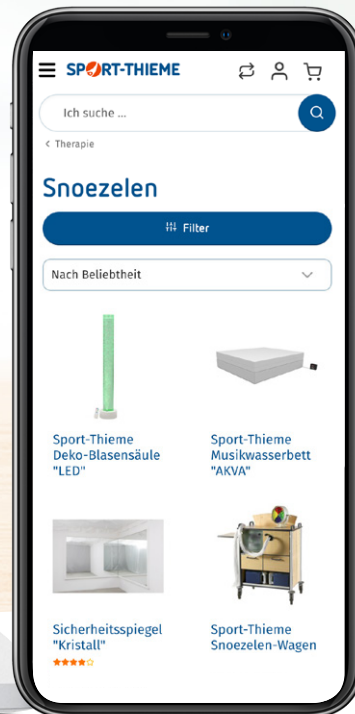 SPORT-THIEME
Ich suche ...
< Therapie
Snoezelen
Filter
Nach Beliebtheit
Sport-Thieme
Deko-Blasensäule
"LED"
Sport-Thieme
Musikwasserbett
"AKVA"
Sicherheitsspiegel
"Kristall"
Sport-Thieme
Snoezelen-Wagen